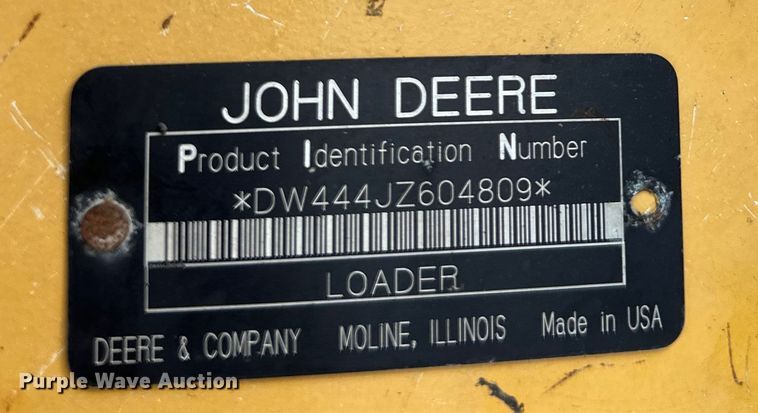 JOHN DEERE
Product Identification Number
*DW444JZ604809*
LOADER
DEERE & COMPANY MOLINE, ILLINOIS Made in USA
Purple Wave Auction